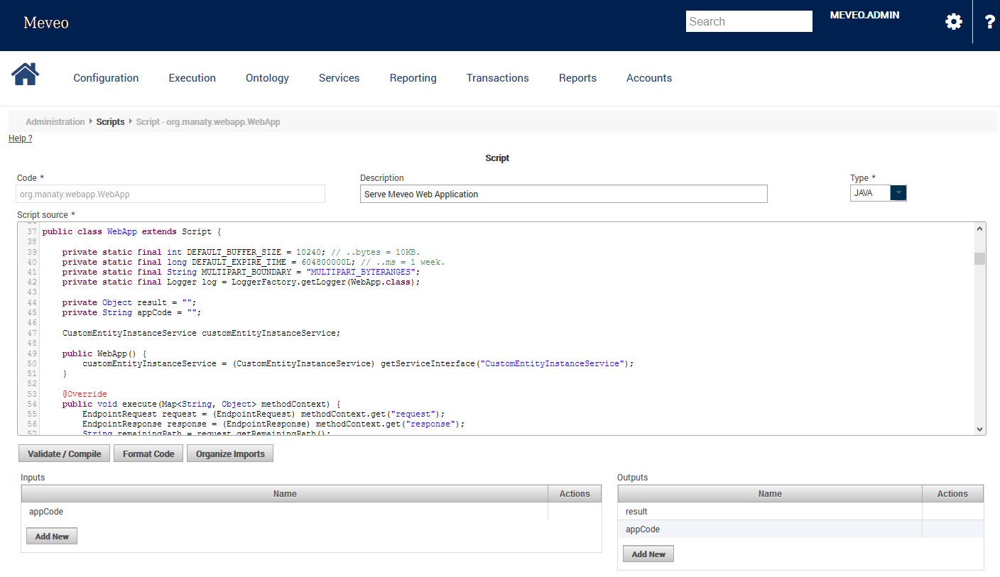 Meveo
Search
MEVEO.ADMIN
?
Configuration Execution Ontology Services Reporting Transactions Reports Accounts
Administration Scripts Script - org.manaty.webapp.WebApp
Help ?
Script
Code * Description Type *
org.manaty.webapp.WebApp Serve Meveo Web Application JAVA
Script source *
37 public class WebApp extends Script {
38
39 private static final int DEFAULT_BUFFER_SIZE = 10240; // ..bytes = 10KB.
40 private static final long DEFAULT_EXPIRE_TIME = 604800000L; // ..ms = 1 week.
41 private static final String MULTIPART_BOUNDARY = "MULTIPART_BYTERANGES";
42 private static final Logger log = LoggerFactory.getLogger(WebApp.class);
43
44 private Object result = "";
45 private String appCode = "";
46
47 CustomEntityInstanceService customEntityInstanceService;
48
49 public WebApp() {
50 customEntityInstanceService = (CustomEntityInstanceService) getServiceInterface("CustomEntityInstanceService");
51 }
52
53 @Override
54 public void execute(Map<String, Object> methodContext) {
55 EndpointRequest request = (EndpointRequest) methodContext.get("request");
56 EndpointResponse response = (EndpointResponse) methodContext.get("response");
57 String remainingPath = request.getRemainingPath();
Validate / Compile Format Code Organize Imports
Inputs Outputs
Name Actions Name Actions
appCode result
appCode
Add New
Add New